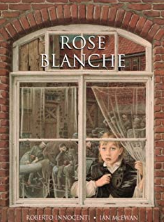 ROSE
BLANCHE
ROBERTO INNOCENTI • IAN McEWAN